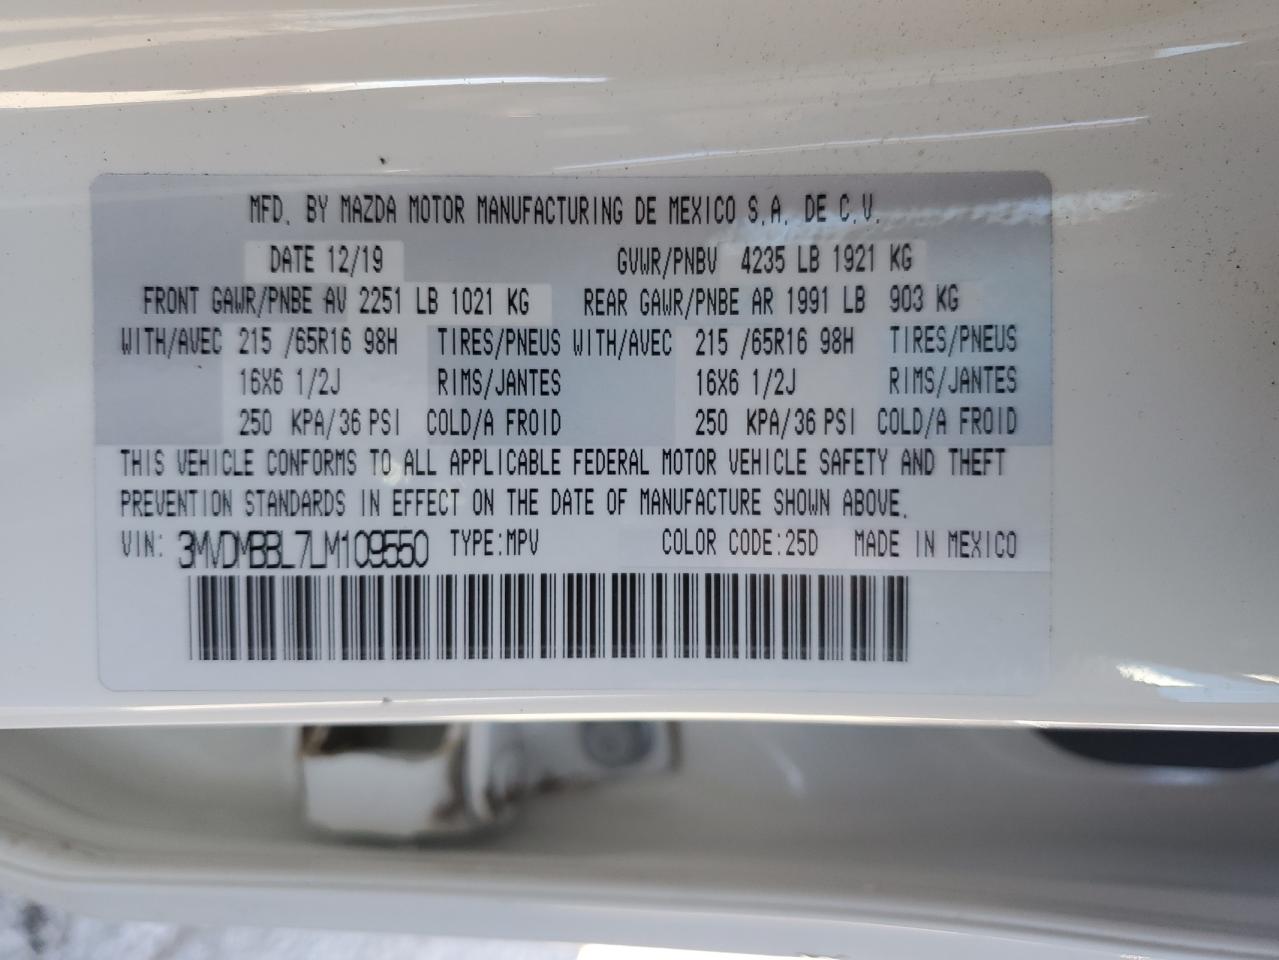 MFD. BY MAZDA MOTOR MANUFACTURING DE MEXICO S.A. DE C.V.
DATE 12/19 GVWR/PNBV 4235 LB 1921 KG
FRONT GAWR/PNBE AV 2251 LB 1021 KG REAR GAWR/PNBE AR 1991 LB 903 KG
WITH/AVEC 215 /65R16 98H TIRES/PNEUS WITH/AVEC 215 /65R16 98H TIRES/PNEUS
16X6 1/2J RIMS/JANTES 16X6 1/2J RIMS/JANTES
250 KPA/36 PSI COLD/A FROID 250 KPA/36 PSI COLD/A FROID
THIS VEHICLE CONFORMS TO ALL APPLICABLE FEDERAL MOTOR VEHICLE SAFETY AND THEFT
PREVENTION STANDARDS IN EFFECT ON THE DATE OF MANUFACTURE SHOWN ABOVE.
VIN: 3MVDMBBL7LM109550 TYPE:MPV COLOR CODE:25D MADE IN MEXICO